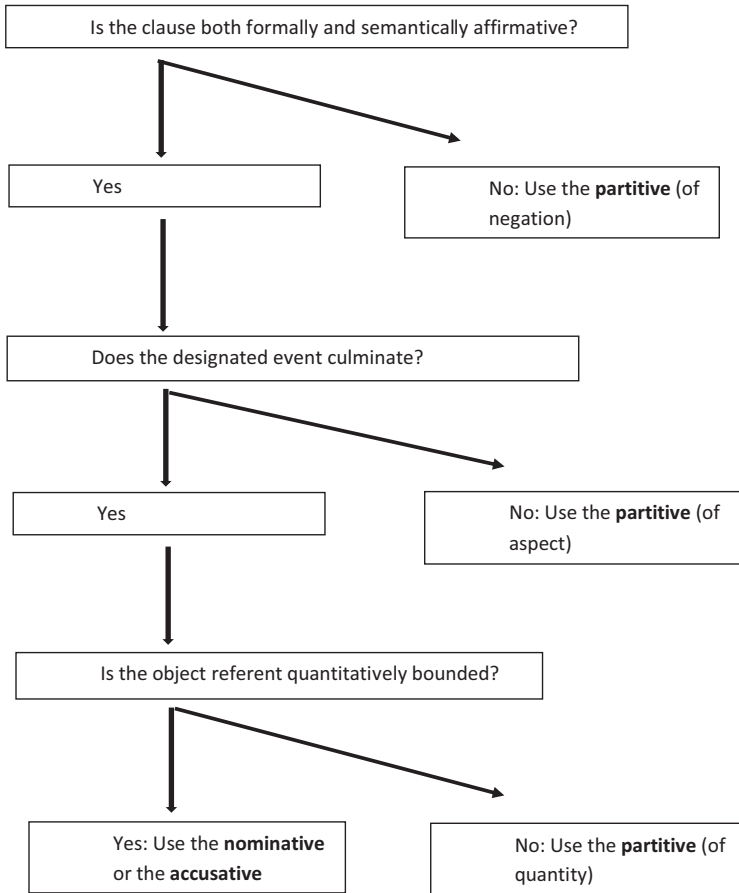 Is the clause both formally and semantically affirmative?
Yes
No: Use the partitive (of
negation)
Does the designated event culminate?
Yes
No: Use the partitive (of
aspect)
Is the object referent quantitatively bounded?
Yes: Use the nominative
or the accusative
No: Use the partitive (of
quantity)